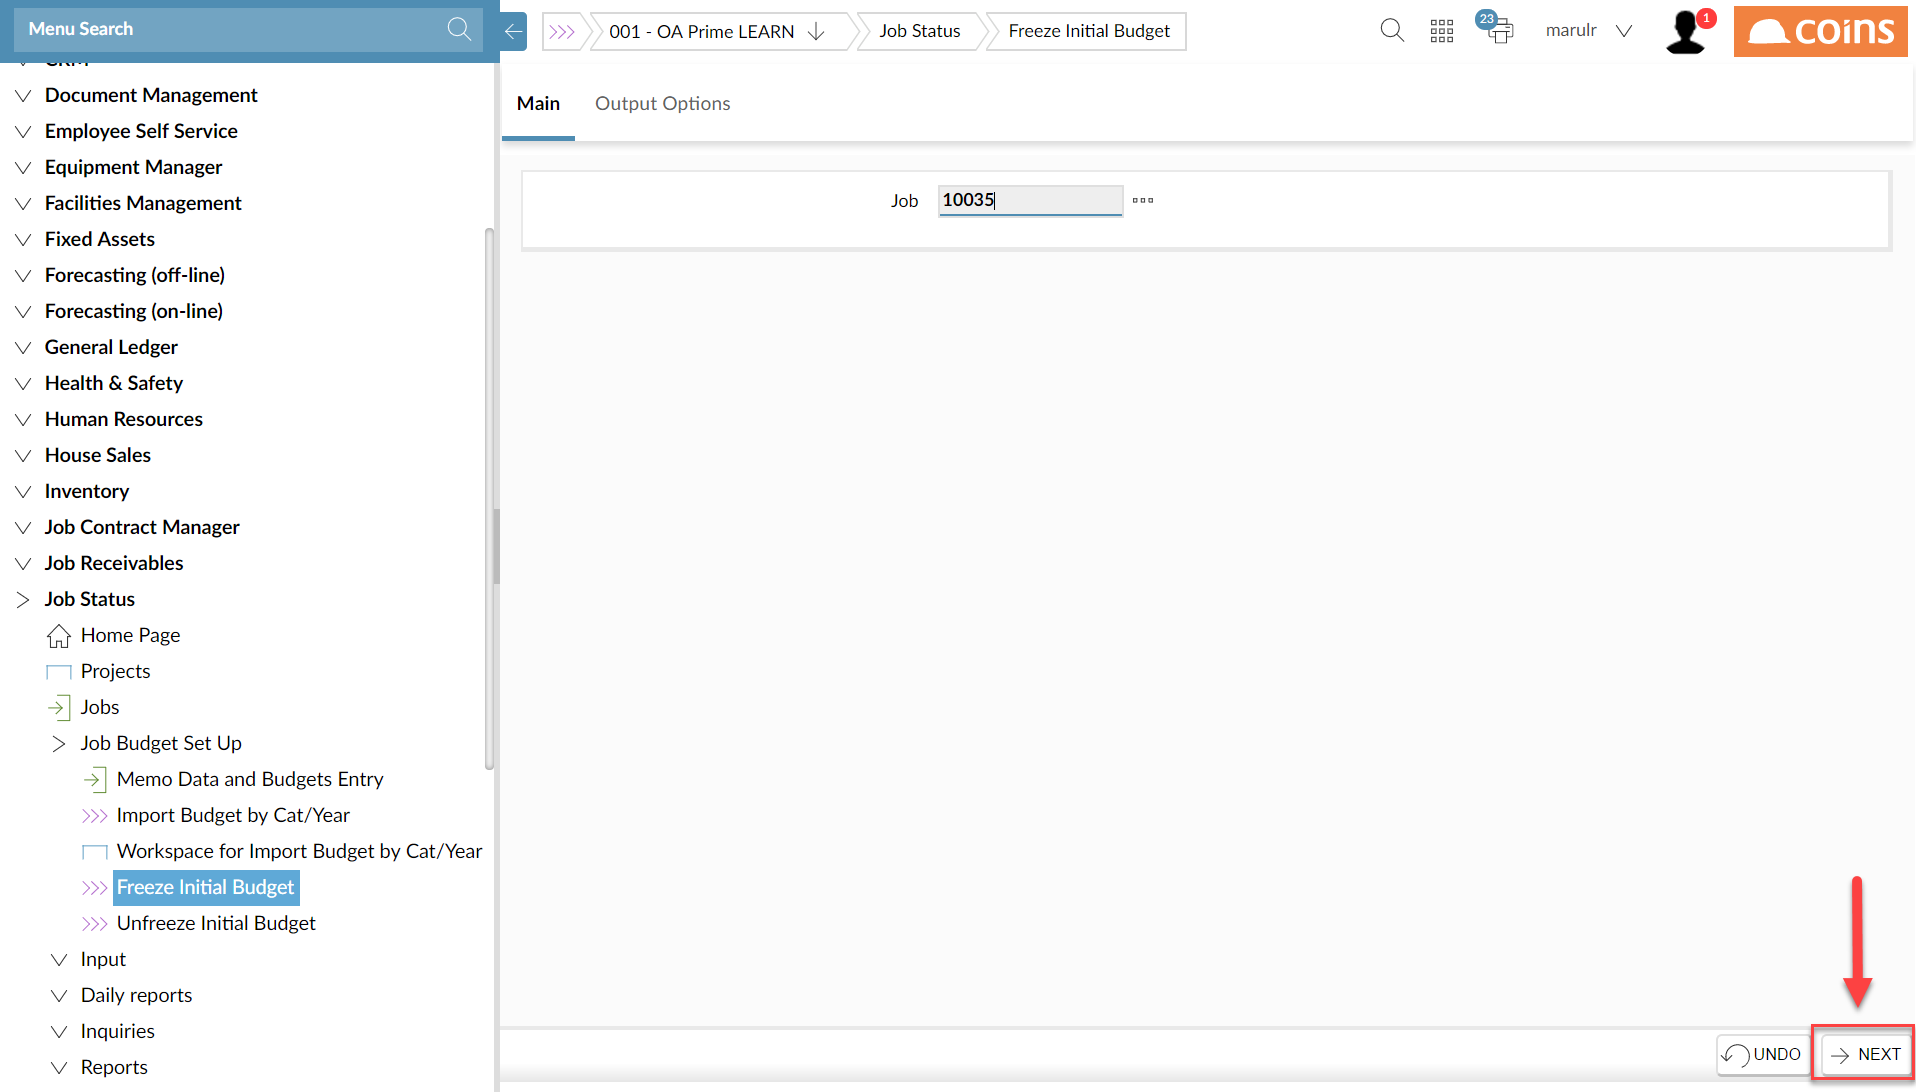 Menu Search
001 - OA Prime LEARN
Job Status
Freeze Initial Budget
23
marulr
1
coins
CRM
Document Management
Employee Self Service
Equipment Manager
Facilities Management
Fixed Assets
Forecasting (off-line)
Forecasting (on-line)
General Ledger
Health & Safety
Human Resources
House Sales
Inventory
Job Contract Manager
Job Receivables
Job Status
Home Page
Projects
Jobs
Job Budget Set Up
Memo Data and Budgets Entry
Import Budget by Cat/Year
Workspace for Import Budget by Cat/Year
Freeze Initial Budget
Unfreeze Initial Budget
Input
Daily reports
Inquiries
Reports
Main
Output Options
Job 10035
UNDO
NEXT